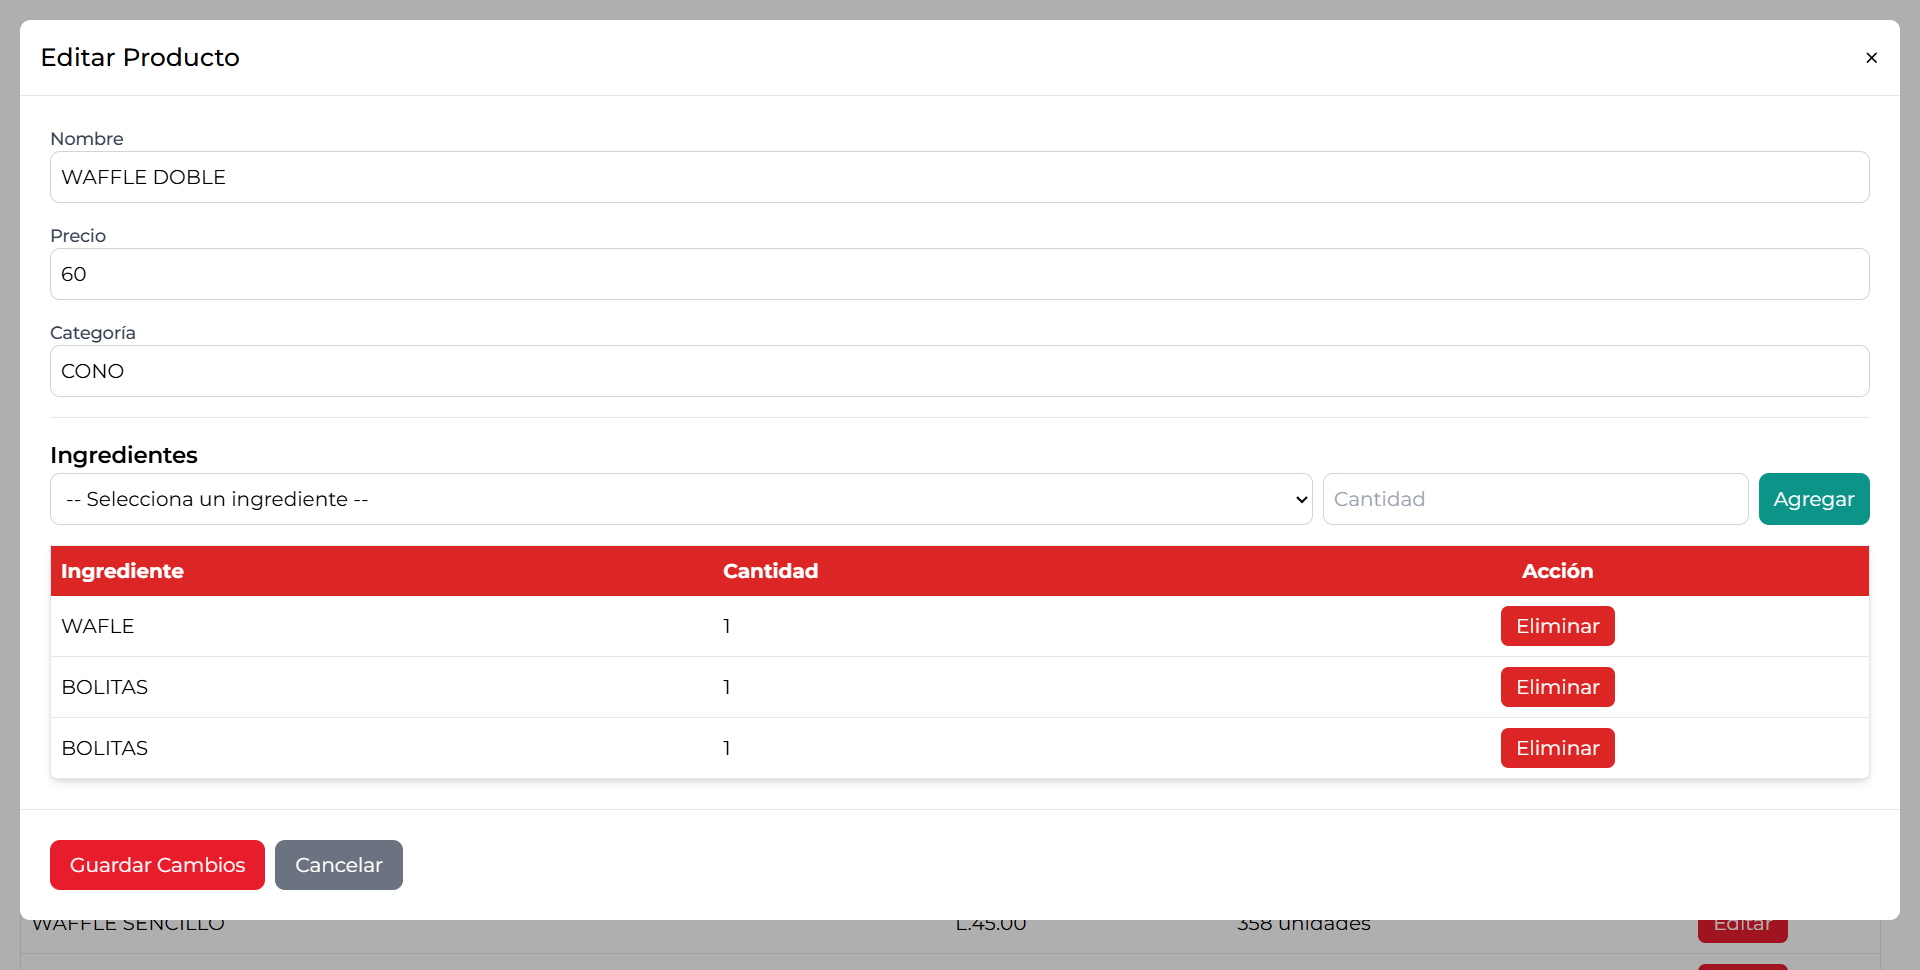 Editar Producto ×
Nombre
WAFFLE DOBLE
Precio
60
Categoría
CONO
Ingredientes
-- Selecciona un ingrediente -- Cantidad Agregar
Ingrediente Cantidad Acción
WAFLE 1 Eliminar
BOLITAS 1 Eliminar
BOLITAS 1 Eliminar
Guardar Cambios Cancelar
WAFFLE SENCILLO L.45.00 358 unidades Editar